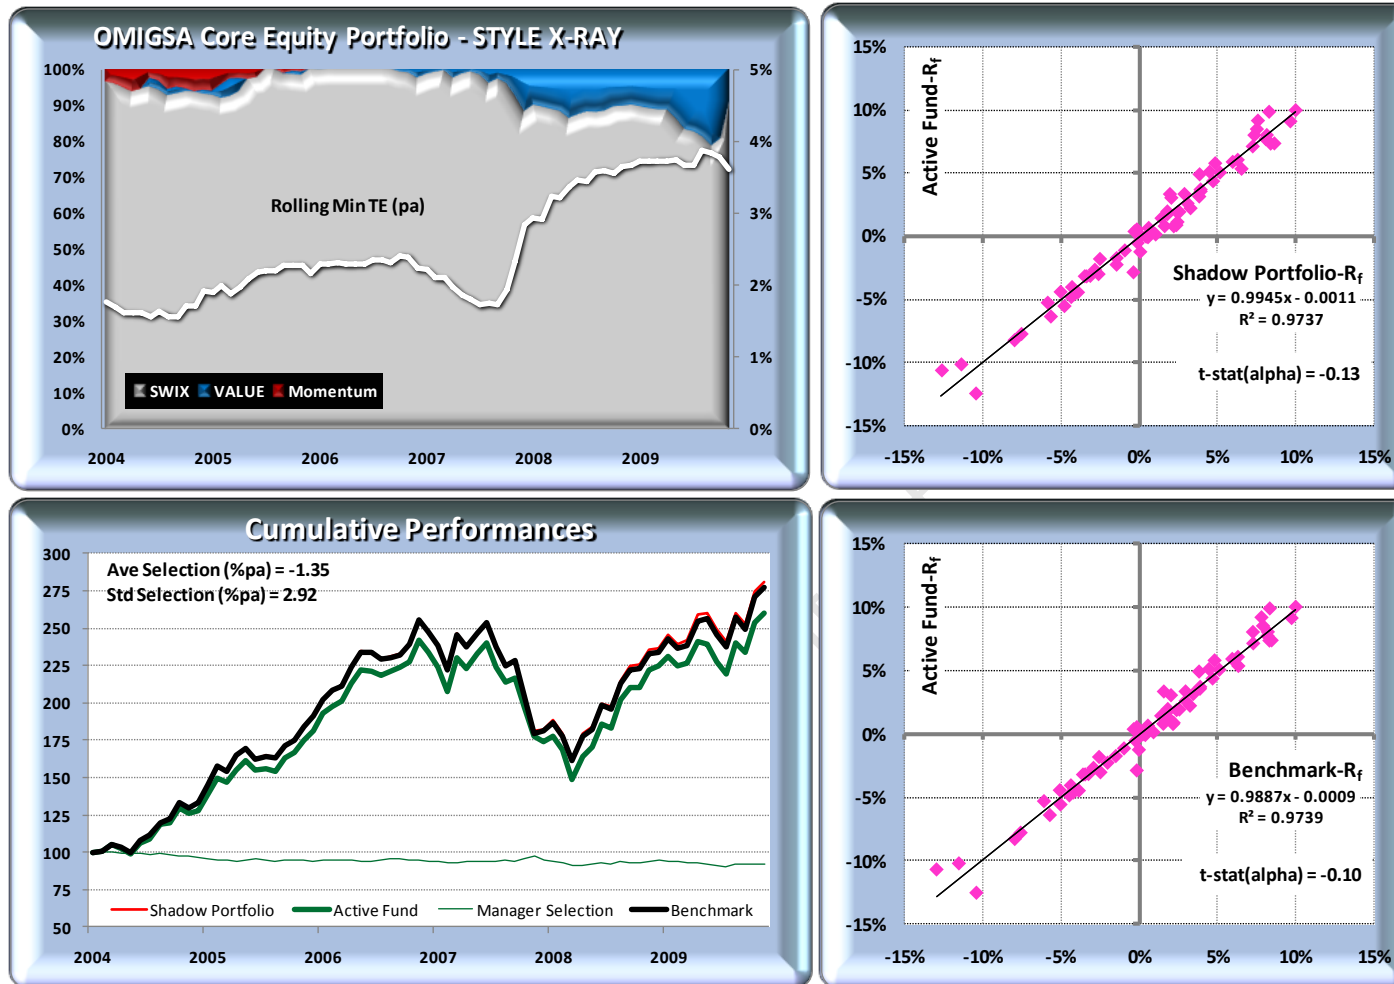 OMIGSA Core Equity Portfolio - STYLE X-RAY
100%
90%
80%
70%
60%
50%
40%
30%
20%
10%
0%
5%
4%
3%
2%
1%
0%
Rolling Min TE (pa)
SWIX VALUE Momentum
2004 2005 2006 2007 2008 2009
15%
10%
5%
0%
-5%
-10%
-15%
Active Fund-Rf
Shadow Portfolio-Rf
y = 0.9945x - 0.0011
R² = 0.9737
t-stat(alpha) = -0.13
-15% -10% -5% 0% 5% 10% 15%
Cumulative Performances
300
275
250
225
200
175
150
125
100
75
50
Ave Selection (%pa) = -1.35
Std Selection (%pa) = 2.92
Shadow Portfolio Active Fund Manager Selection Benchmark
2004 2005 2006 2007 2008 2009
15%
10%
5%
0%
-5%
-10%
-15%
Active Fund-Rf
Benchmark-Rf
y = 0.9887x - 0.0009
R² = 0.9739
t-stat(alpha) = -0.10
-15% -10% -5% 0% 5% 10% 15%